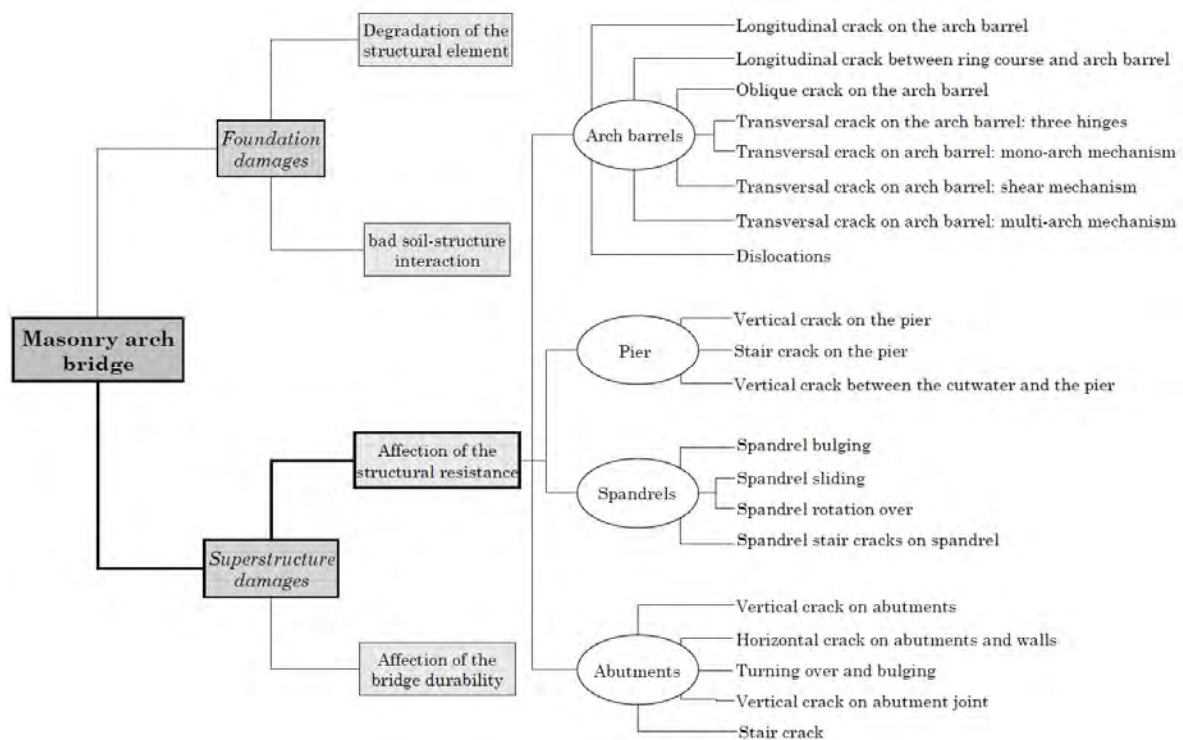 Masonry arch
bridge
Foundation
damages
Degradation of the
structural element
bad soil-structure
interaction
Superstructure
damages
Affection of the
structural resistance
Affection of the
bridge durability
Arch barrels
Longitudinal crack on the arch barrel
Longitudinal crack between ring course and arch barrel
Oblique crack on the arch barrel
Transversal crack on the arch barrel: three hinges
Transversal crack on arch barrel: mono-arch mechanism
Transversal crack on arch barrel: shear mechanism
Transversal crack on arch barrel: multi-arch mechanism
Dislocations
Pier
Vertical crack on the pier
Stair crack on the pier
Vertical crack between the cutwater and the pier
Spandrels
Spandrel bulging
Spandrel sliding
Spandrel rotation over
Spandrel stair cracks on spandrel
Abutments
Vertical crack on abutments
Horizontal crack on abutments and walls
Turning over and bulging
Vertical crack on abutment joint
Stair crack